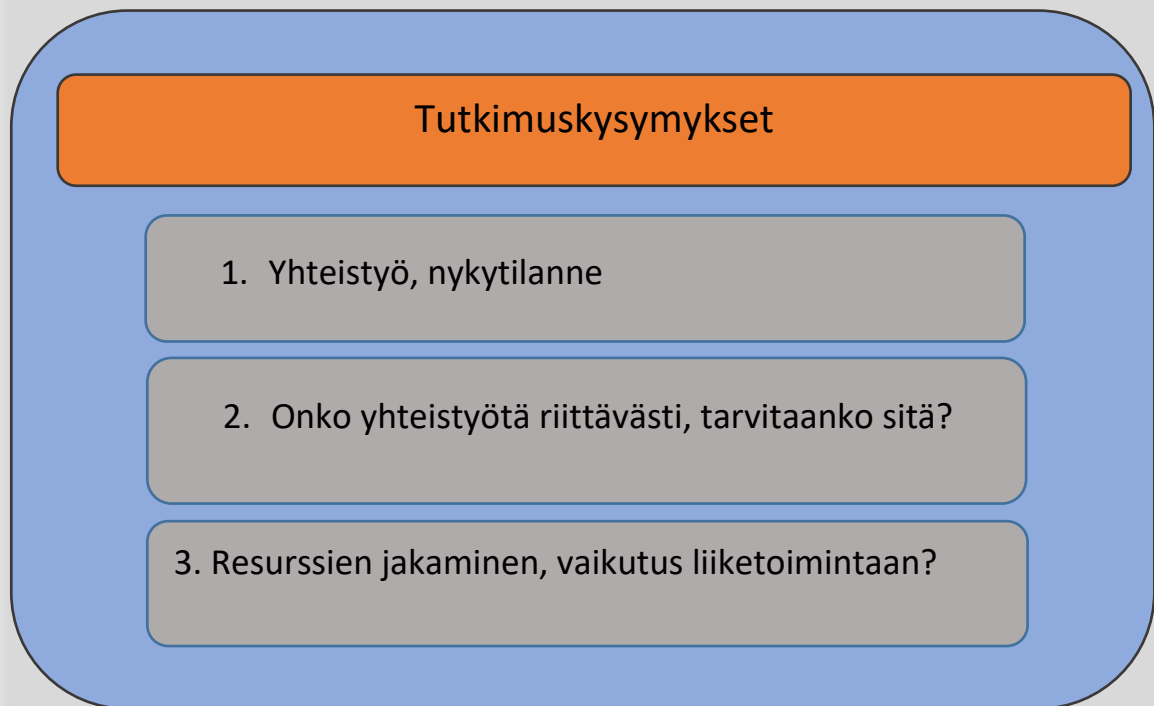 Tutkimuskysymykset
1. Yhteistyö, nykytilanne
2. Onko yhteistyötä riittävästi, tarvitaanko sitä?
3. Resurssien jakaminen, vaikutus liiketoimintaan?